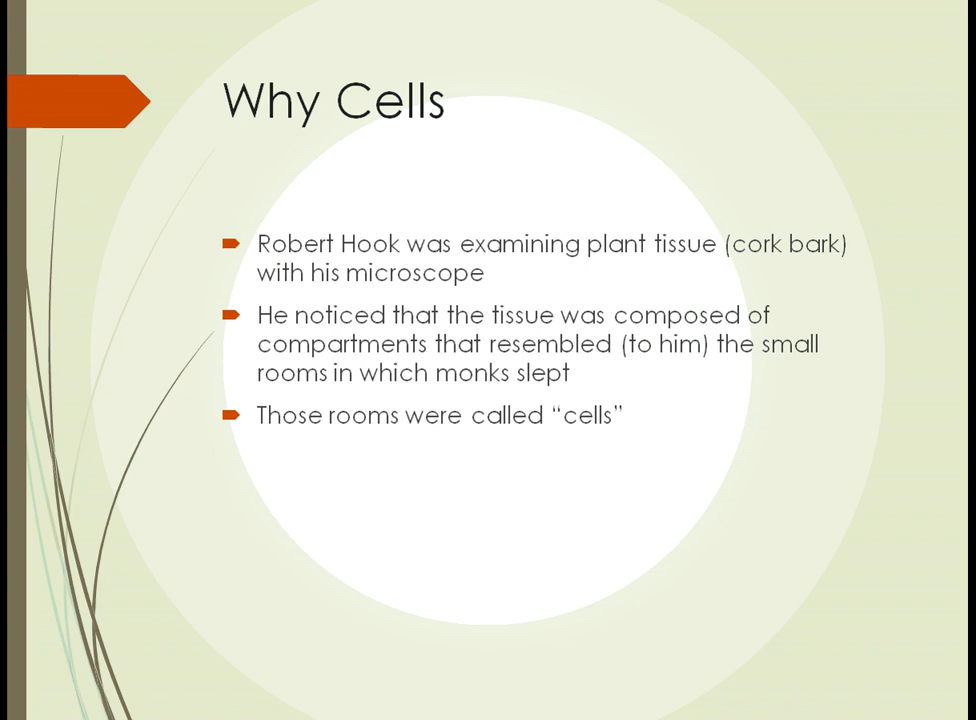 Why Cells
Robert Hook was examining plant tissue (cork bark)
with his microscope
He noticed that the tissue was composed of
compartments that resembled (to him) the small
rooms in which monks slept
Those rooms were called “cells”